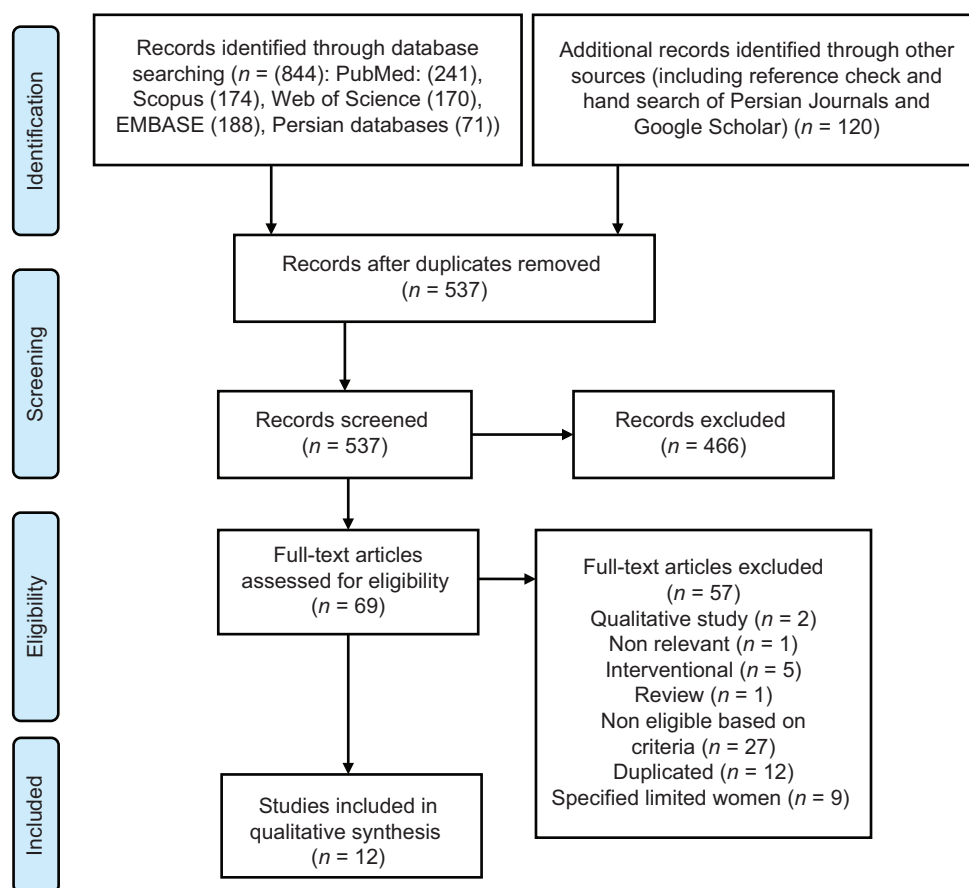 Identification
Records identified through database
searching (n = (844): PubMed: (241),
Scopus (174), Web of Science (170),
EMBASE (188), Persian databases (71))
Additional records identified through other
sources (including reference check and
hand search of Persian Journals and
Google Scholar) (n = 120)
Records after duplicates removed
(n = 537)
Screening
Records screened
(n = 537)
Records excluded
(n = 466)
Eligibility
Full-text articles
assessed for eligibility
(n = 69)
Full-text articles excluded
(n = 57)
Qualitative study (n = 2)
Non relevant (n = 1)
Interventional (n = 5)
Review (n = 1)
Non eligible based on
criteria (n = 27)
Duplicated (n = 12)
Specified limited women (n = 9)
Included
Studies included in
qualitative synthesis
(n = 12)